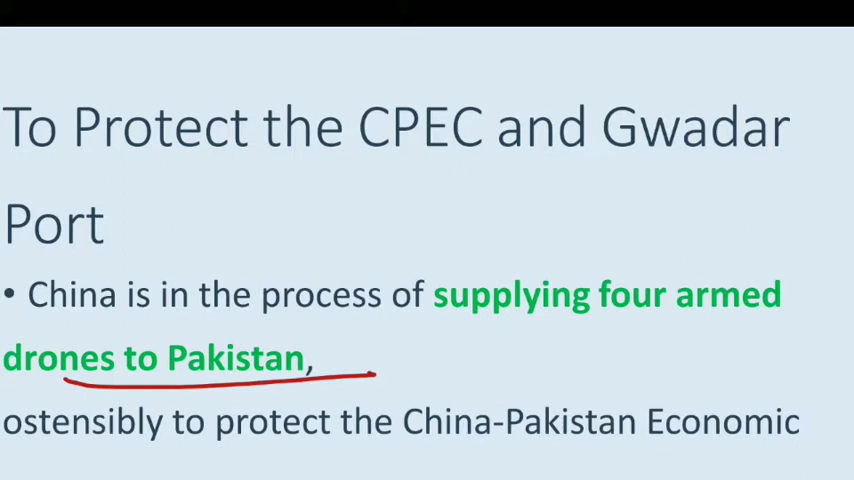 To Protect the CPEC and Gwadar
Port
• China is in the process of supplying four armed
drones to Pakistan,
ostensibly to protect the China-Pakistan Economic